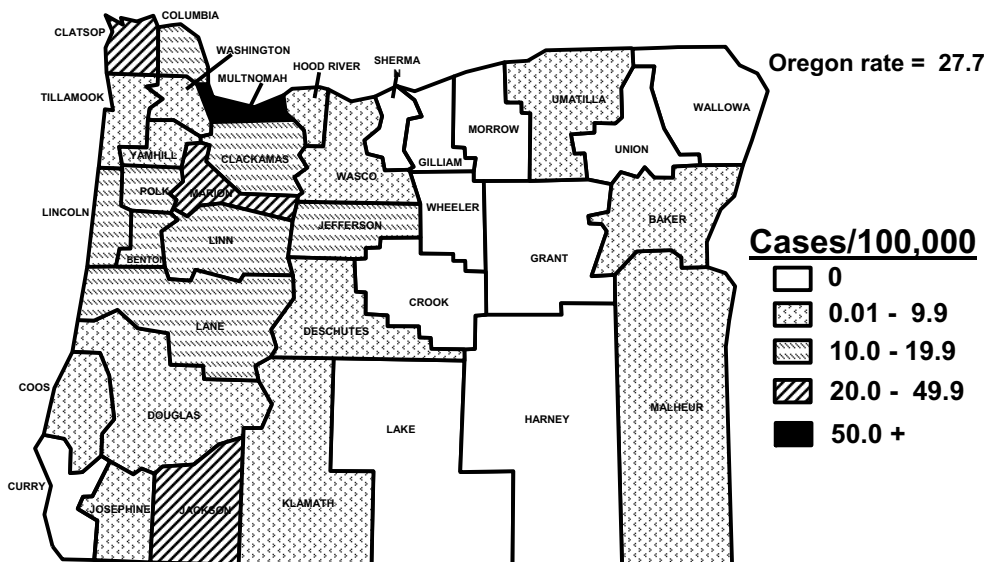 COLUMBIA
CLATSOP
WASHINGTON
MULTNOMAH
HOOD RIVER
SHERMA
N
Oregon rate = 27.7
TILLAMOOK
UMATILLA
WALLOWA
MORROW
UNION
GILLIAM
YAMHILL
CLACKAMAS
WASCO
POLK
MARION
WHEELER
LINCOLN
JEFFERSON
BAKER
LINN
BENTON
GRANT
Cases/100,000
0
CROOK
0.01 - 9.9
LANE
DESCHUTES
10.0 - 19.9
COOS
20.0 - 49.9
DOUGLAS
MALHEUR
HARNEY
LAKE
50.0 +
CURRY
KLAMATH
JOSEPHINE
JACKSON